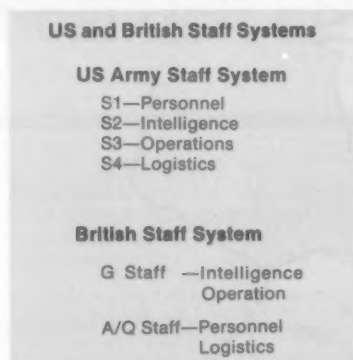 US and British Staff Systems
US Army Staff System
S1—Personnel
S2—Intelligence
S3—Operations
S4—Logistics
British Staff System
G Staff —Intelligence
Operation
A/Q Staff—Personnel
Logistics